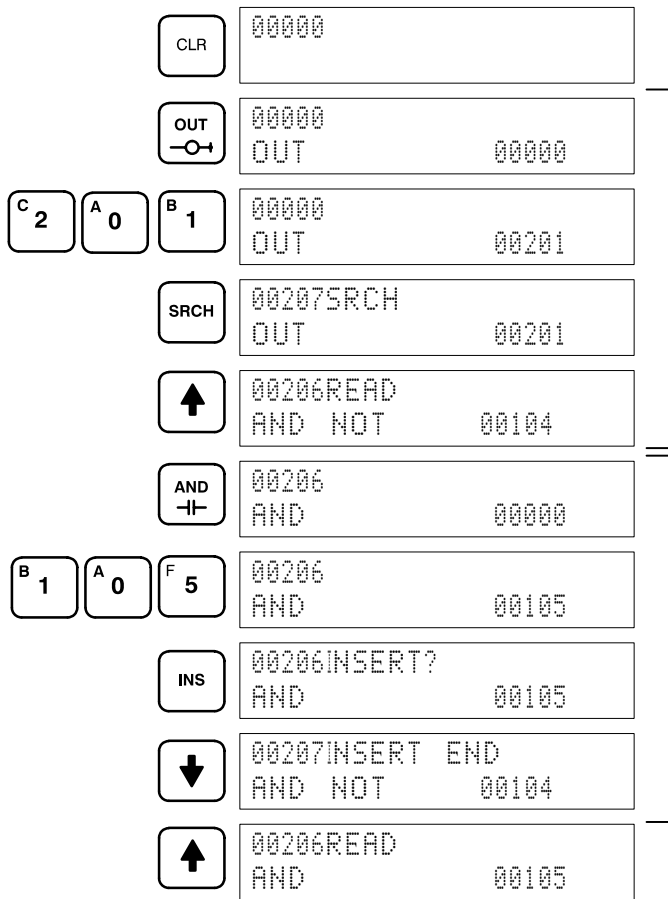 CLR
00000
OUT
00000
OUT 00000
C 2 A 0 B 1
00000
OUT 00201
SRCH
00207SRCH
OUT 00201
00206READ
AND NOT 00104
AND
00206
AND 00000
B 1 A 0 F 5
00206
AND 00105
INS
00206INSERT?
AND 00105
00207INSERT END
AND NOT 00104
00206READ
AND 00105